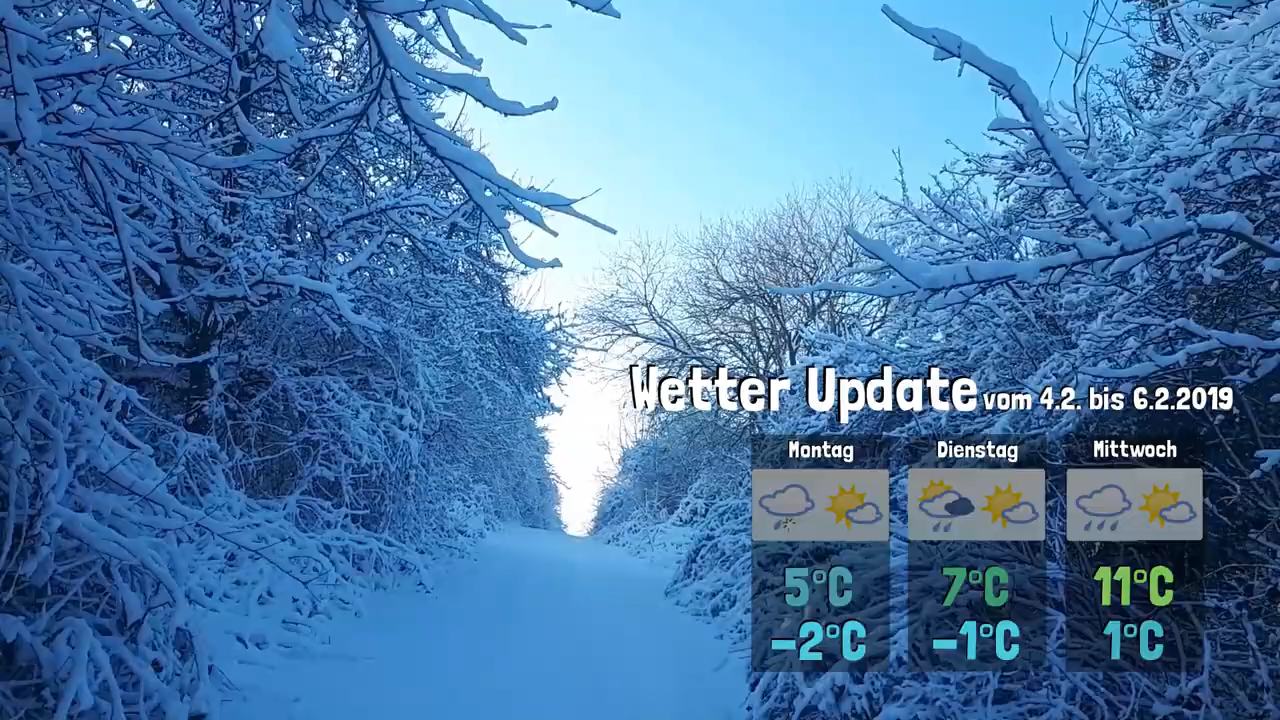 Wetter Update vom 4.2. bis 6.2.2019
Montag Dienstag Mittwoch
5°C 7°C 11°C
-2°C -1°C 1°C